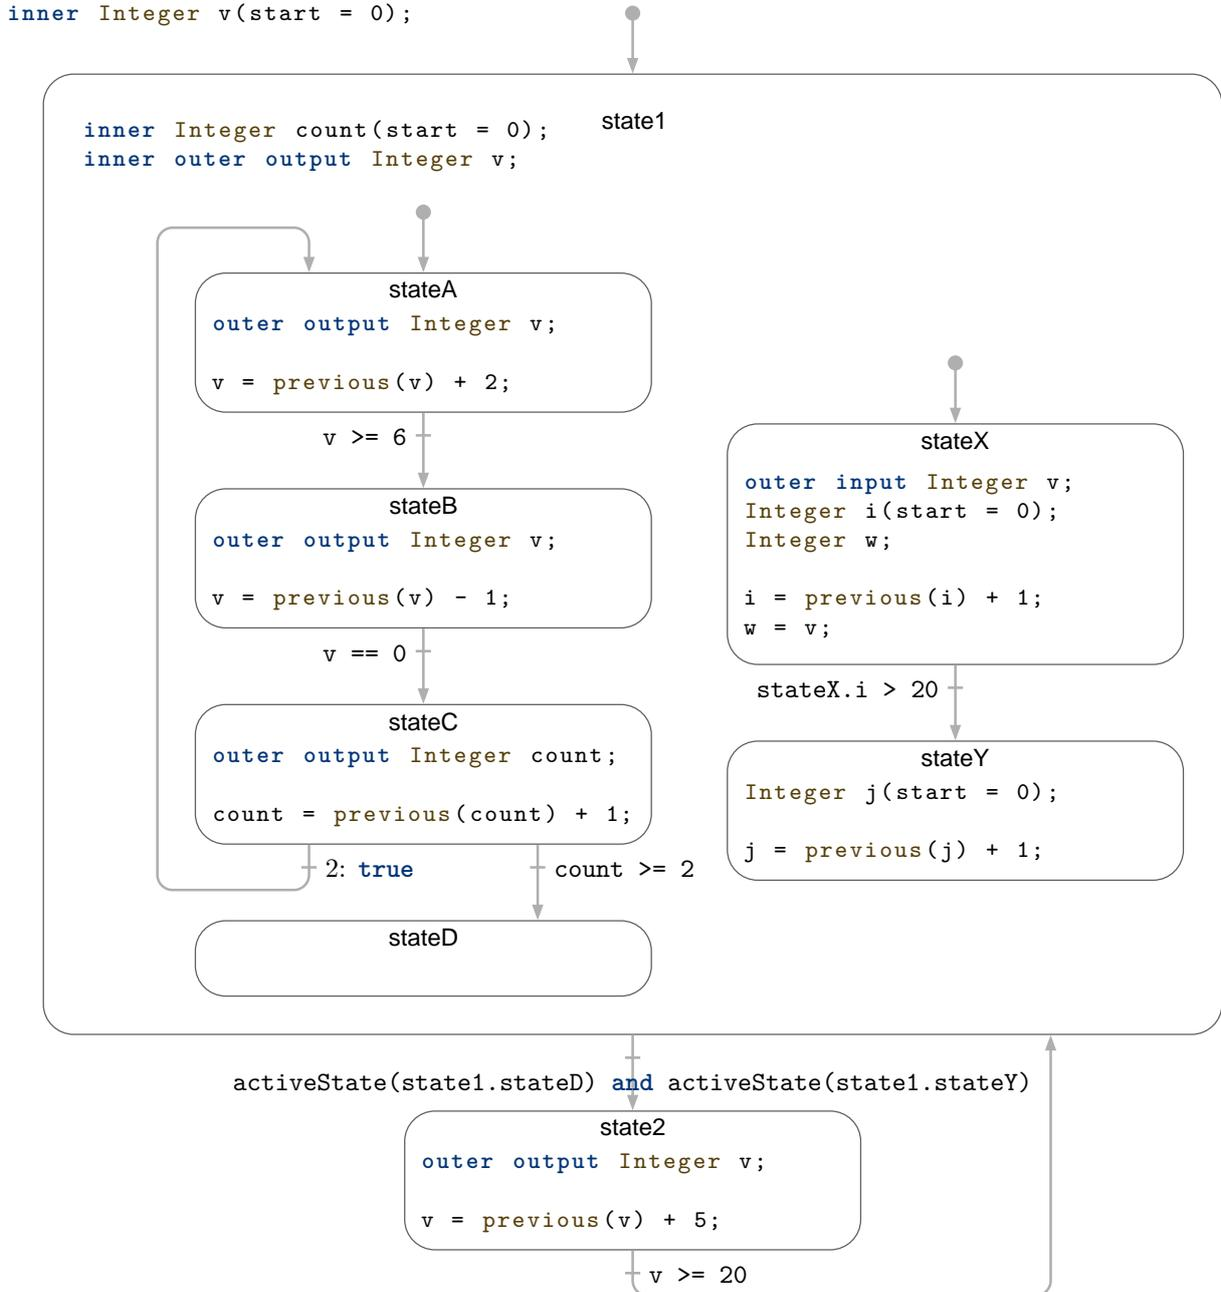 inner Integer v(start = 0);
state1
inner Integer count(start = 0);
inner outer output Integer v;
stateA
outer output Integer v;
v = previous(v) + 2;
v >= 6
stateB
outer output Integer v;
v = previous(v) - 1;
v == 0
stateC
outer output Integer count;
count = previous(count) + 1;
2: true
count >= 2
stateD
stateX
outer input Integer v;
Integer i(start = 0);
Integer w;
i = previous(i) + 1;
w = v;
stateX.i > 20
stateY
Integer j(start = 0);
j = previous(j) + 1;
activeState(state1.stateD) and activeState(state1.stateY)
state2
outer output Integer v;
v = previous(v) + 5;
v >= 20